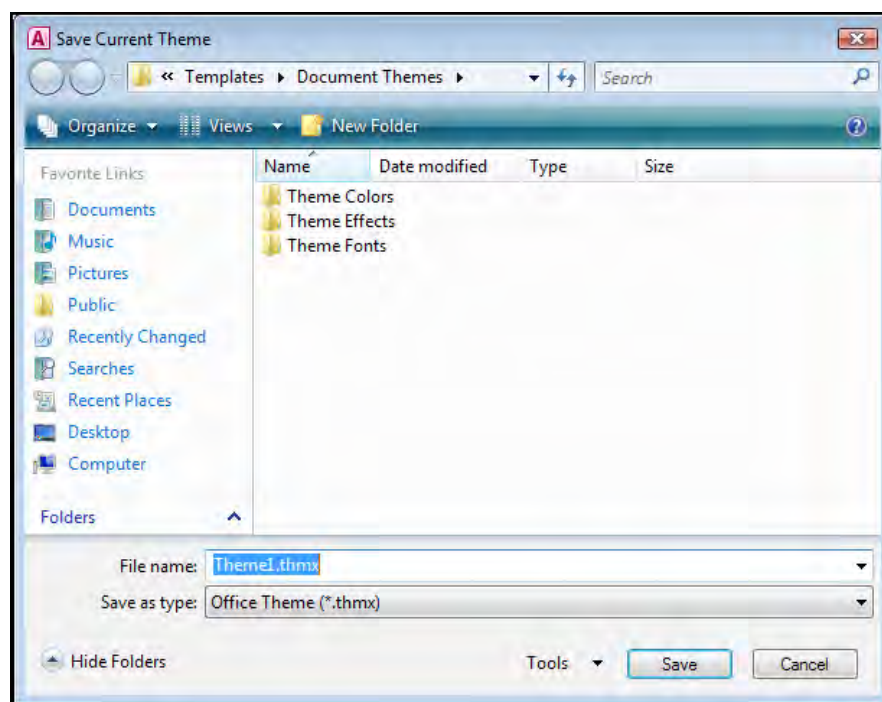 A Save Current Theme
« Templates Document Themes Search
Organize Views New Folder ?
Favorite Links
Documents
Music
Pictures
Public
Recently Changed
Searches
Recent Places
Desktop
Computer
Folders
Name Date modified Type Size
Theme Colors
Theme Effects
Theme Fonts
File name: Theme1.thmx
Save as type: Office Theme (*.thmx)
Hide Folders Tools Save Cancel